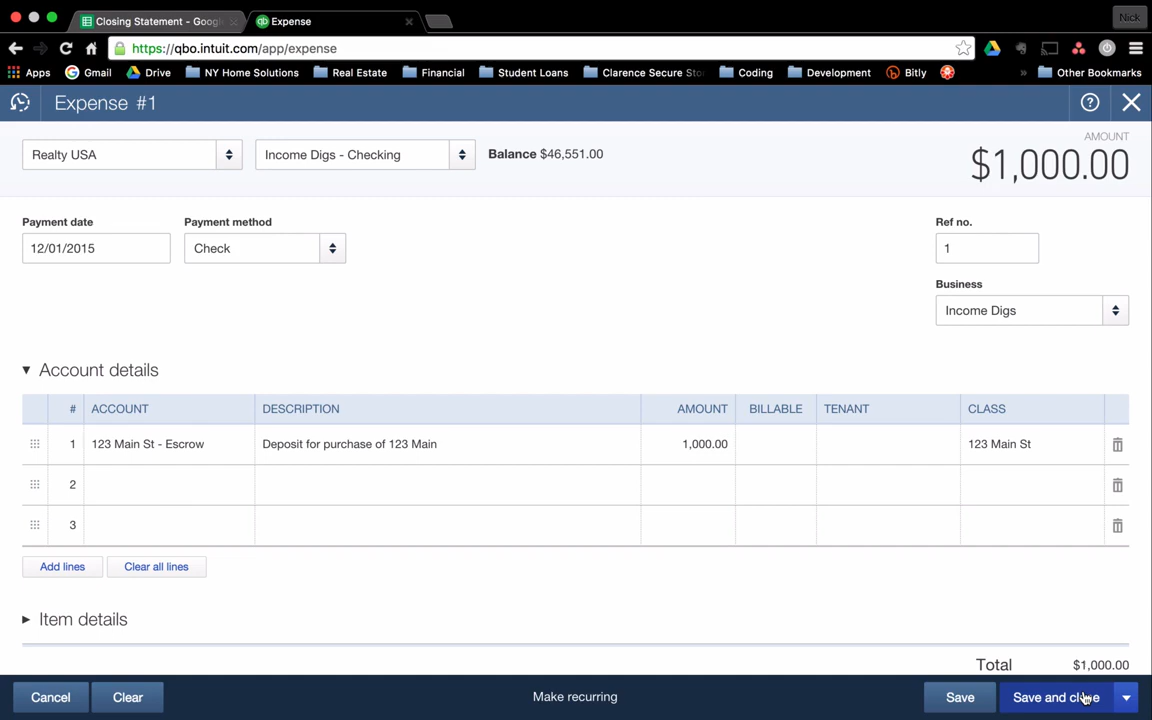 Closing Statement - Google
Expense
Nick
https://qbo.intuit.com/app/expense
Apps
Gmail
Drive
NY Home Solutions
Real Estate
Financial
Student Loans
Clarence Secure Sto
Coding
Development
Bitly
»
Other Bookmarks
Expense #1
Realty USA
Income Digs - Checking
Balance $46,551.00
AMOUNT
$1,000.00
Payment date
Payment method
Ref no.
12/01/2015
Check
1
Business
Income Digs
Account details
# ACCOUNT DESCRIPTION AMOUNT BILLABLE TENANT CLASS
1 123 Main St - Escrow Deposit for purchase of 123 Main 1,000.00 123 Main St
2
3
Add lines
Clear all lines
Item details
Total $1,000.00
Cancel
Clear
Make recurring
Save
Save and close